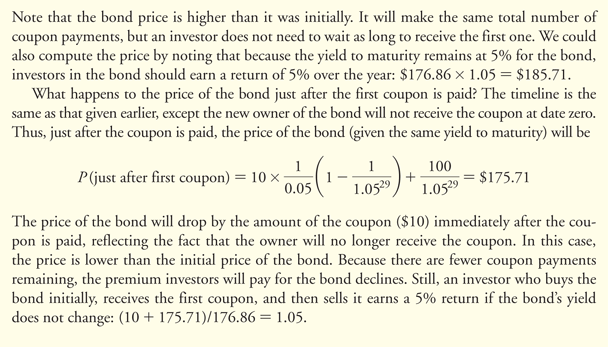 Note that the bond price is higher than it was initially. It will make the same total number of
coupon payments, but an investor does not need to wait as long to receive the first one. We could
also compute the price by noting that because the yield to maturity remains at 5% for the bond,
investors in the bond should earn a return of 5% over the year: $176.86 × 1.05 = $185.71.
What happens to the price of the bond just after the first coupon is paid? The timeline is the
same as that given earlier, except the new owner of the bond will not receive the coupon at date zero.
Thus, just after the coupon is paid, the price of the bond (given the same yield to maturity) will be
P(just after first coupon) = 10 × 1/0.05 (1 − 1/1.05²⁹) + 100/1.05²⁹ = $175.71
The price of the bond will drop by the amount of the coupon ($10) immediately after the cou-
pon is paid, reflecting the fact that the owner will no longer receive the coupon. In this case,
the price is lower than the initial price of the bond. Because there are fewer coupon payments
remaining, the premium investors will pay for the bond declines. Still, an investor who buys the
bond initially, receives the first coupon, and then sells it earns a 5% return if the bond's yield
does not change: (10 + 175.71)/176.86 = 1.05.